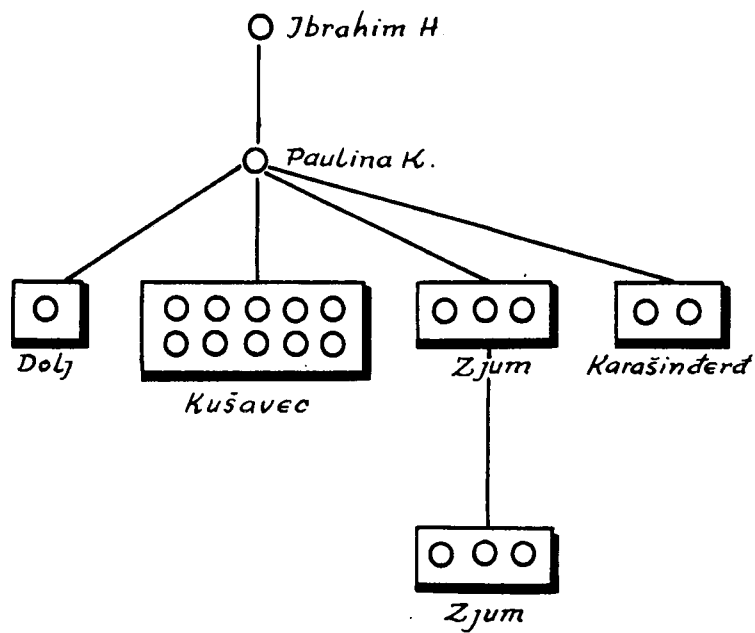 Ibrahim H.
Paulina K.
Dolj
Kušavec
Zjum
Karašinđerđ
Zjum